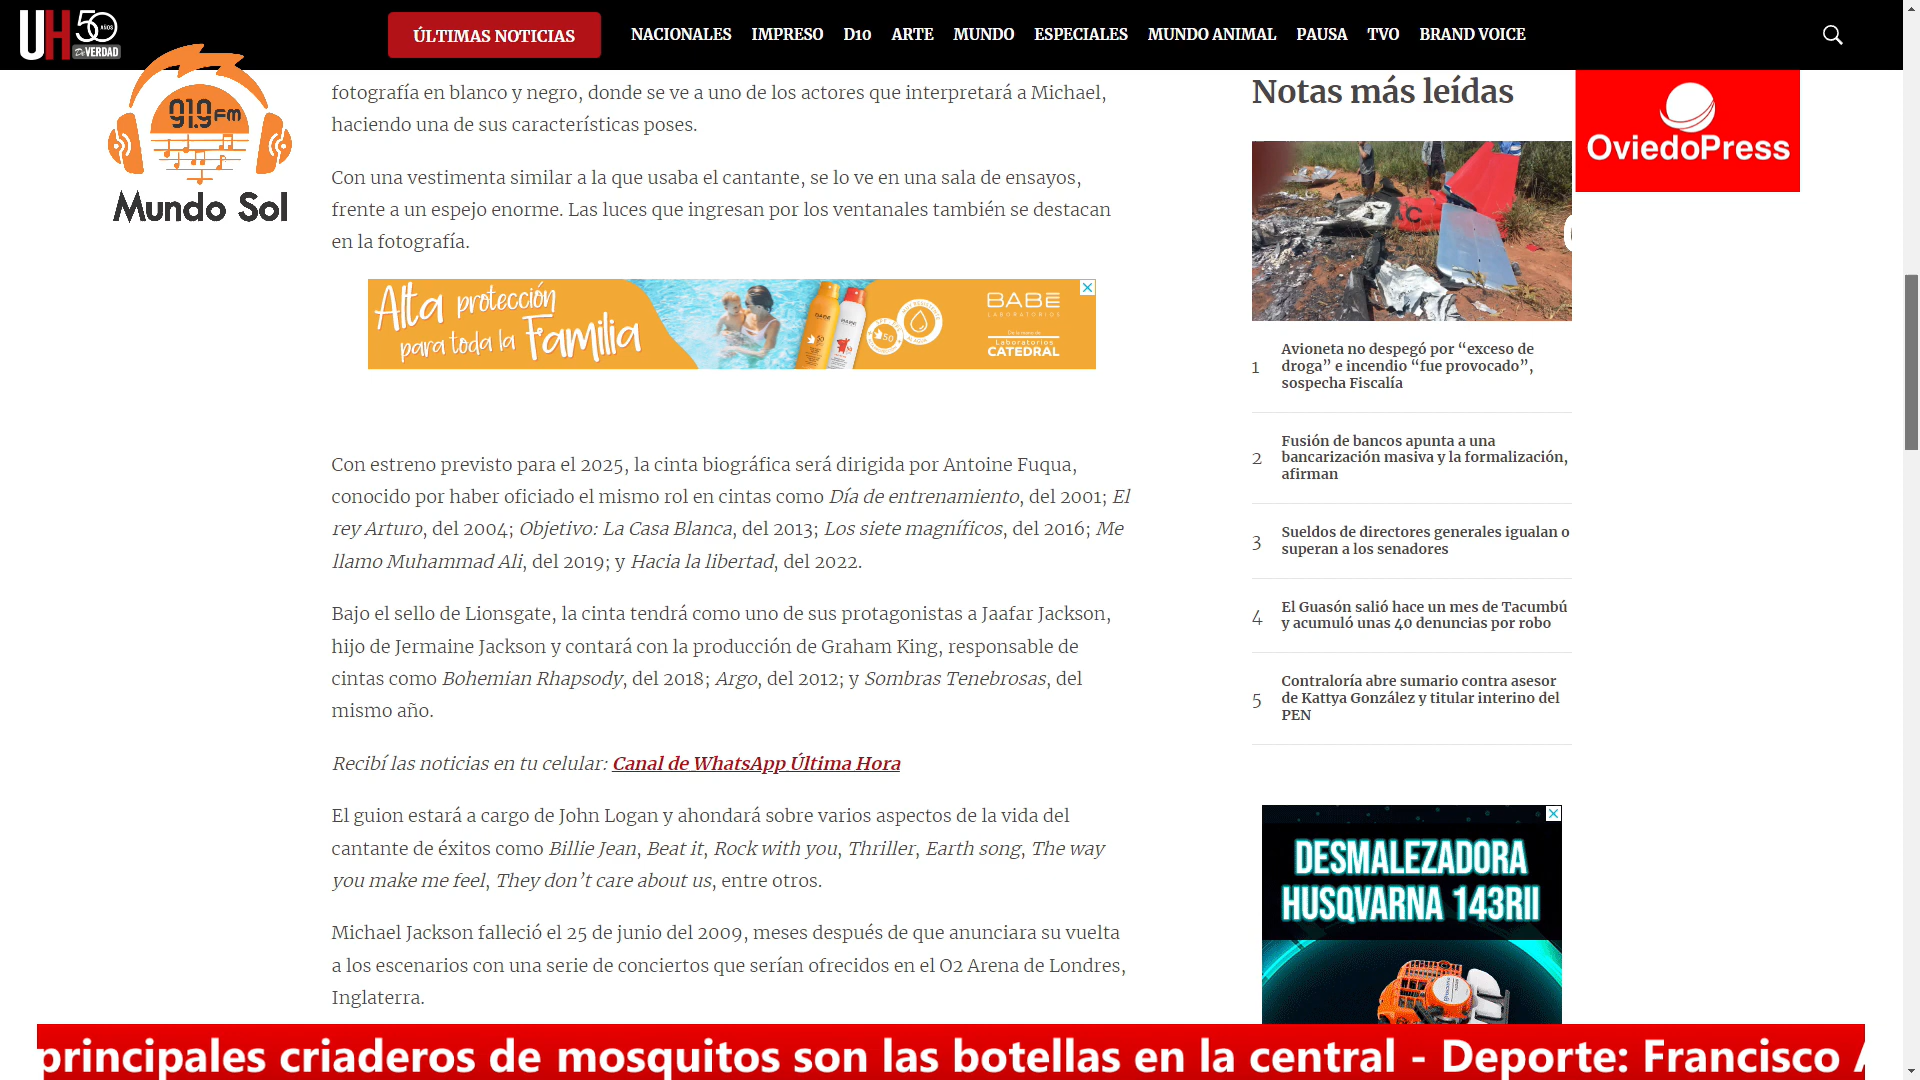 UH 50 AÑOS DE VERDAD
ÚLTIMAS NOTICIAS
NACIONALES IMPRESO D10 ARTE MUNDO ESPECIALES MUNDO ANIMAL PAUSA TVO BRAND VOICE
91.9 FM
Mundo Sol
fotografía en blanco y negro, donde se ve a uno de los actores que interpretará a Michael,
haciendo una de sus características poses.
Con una vestimenta similar a la que usaba el cantante, se lo ve en una sala de ensayos,
frente a un espejo enorme. Las luces que ingresan por los ventanales también se destacan
en la fotografía.
Alta protección
para toda la Familia
BABÉ
LABORATORIOS
Laboratorios
CATEDRAL
Con estreno previsto para el 2025, la cinta biográfica será dirigida por Antoine Fuqua,
conocido por haber oficiado el mismo rol en cintas como Día de entrenamiento, del 2001; El
rey Arturo, del 2004; Objetivo: La Casa Blanca, del 2013; Los siete magníficos, del 2016; Me
llamo Muhammad Ali, del 2019; y Hacia la libertad, del 2022.
Bajo el sello de Lionsgate, la cinta tendrá como uno de sus protagonistas a Jaafar Jackson,
hijo de Jermaine Jackson y contará con la producción de Graham King, responsable de
cintas como Bohemian Rhapsody, del 2018; Argo, del 2012; y Sombras Tenebrosas, del
mismo año.
Recibí las noticias en tu celular: Canal de WhatsApp Última Hora
El guion estará a cargo de John Logan y ahondará sobre varios aspectos de la vida del
cantante de éxitos como Billie Jean, Beat it, Rock with you, Thriller, Earth song, The way
you make me feel, They don’t care about us, entre otros.
Michael Jackson falleció el 25 de junio del 2009, meses después de que anunciara su vuelta
a los escenarios con una serie de conciertos que serían ofrecidos en el O2 Arena de Londres,
Inglaterra.
Notas más leídas
OviedoPress
1 Avioneta no despegó por “exceso de
droga” e incendio “fue provocado”,
sospecha Fiscalía
2 Fusión de bancos apunta a una
bancarización masiva y la formalización,
afirman
3 Sueldos de directores generales igualan o
superan a los senadores
4 El Guasón salió hace un mes de Tacumbú
y acumuló unas 40 denuncias por robo
5 Contraloría abre sumario contra asesor
de Kattya González y titular interino del
PEN
DESMALEZADORA
HUSQVARNA 143RII
principales criaderos de mosquitos son las botellas en la central - Deporte: Francisco